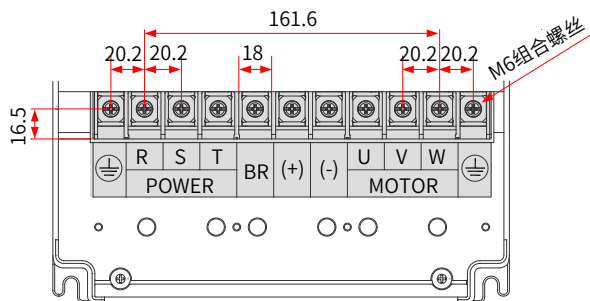 161.6
20.2 20.2 18 20.2 20.2
M6组合螺丝
16.5
R S T BR (+) (-) U V W
POWER MOTOR